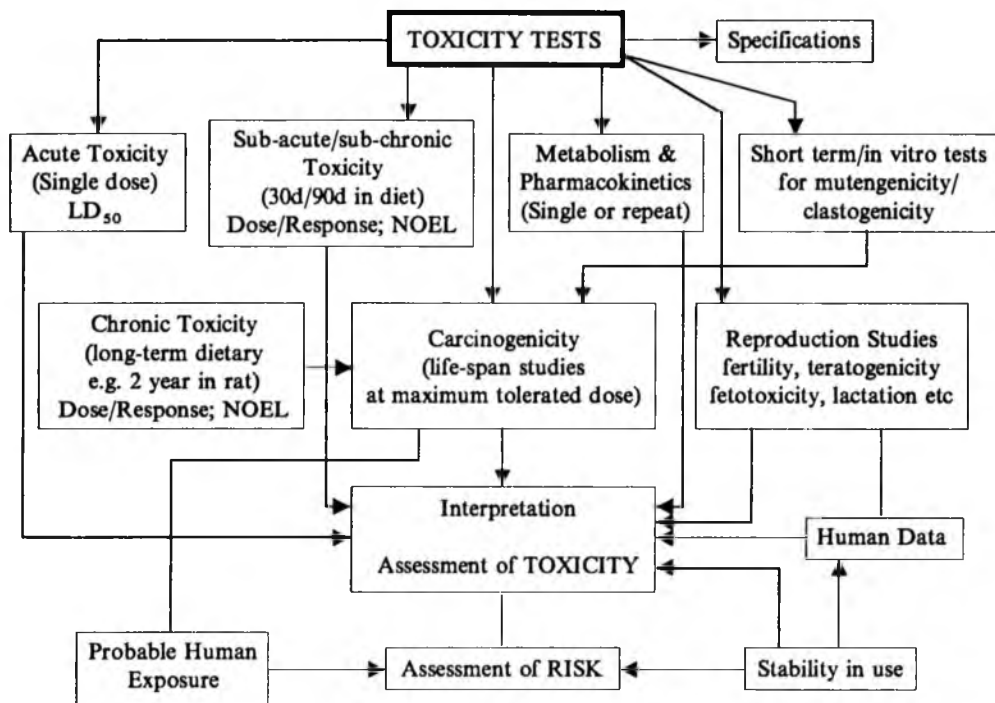 TOXICITY TESTS
Specifications
Acute Toxicity
(Single dose)
LD50
Sub-acute/sub-chronic
Toxicity
(30d/90d in diet)
Dose/Response; NOEL
Metabolism &
Pharmacokinetics
(Single or repeat)
Short term/in vitro tests
for mutengenicity/
clastogenicity
Chronic Toxicity
(long-term dietary
e.g. 2 year in rat)
Dose/Response; NOEL
Carcinogenicity
(life-span studies
at maximum tolerated dose)
Reproduction Studies
fertility, teratogenicity
fetotoxicity, lactation etc
Interpretation
Assessment of TOXICITY
Human Data
Probable Human
Exposure
Assessment of RISK
Stability in use